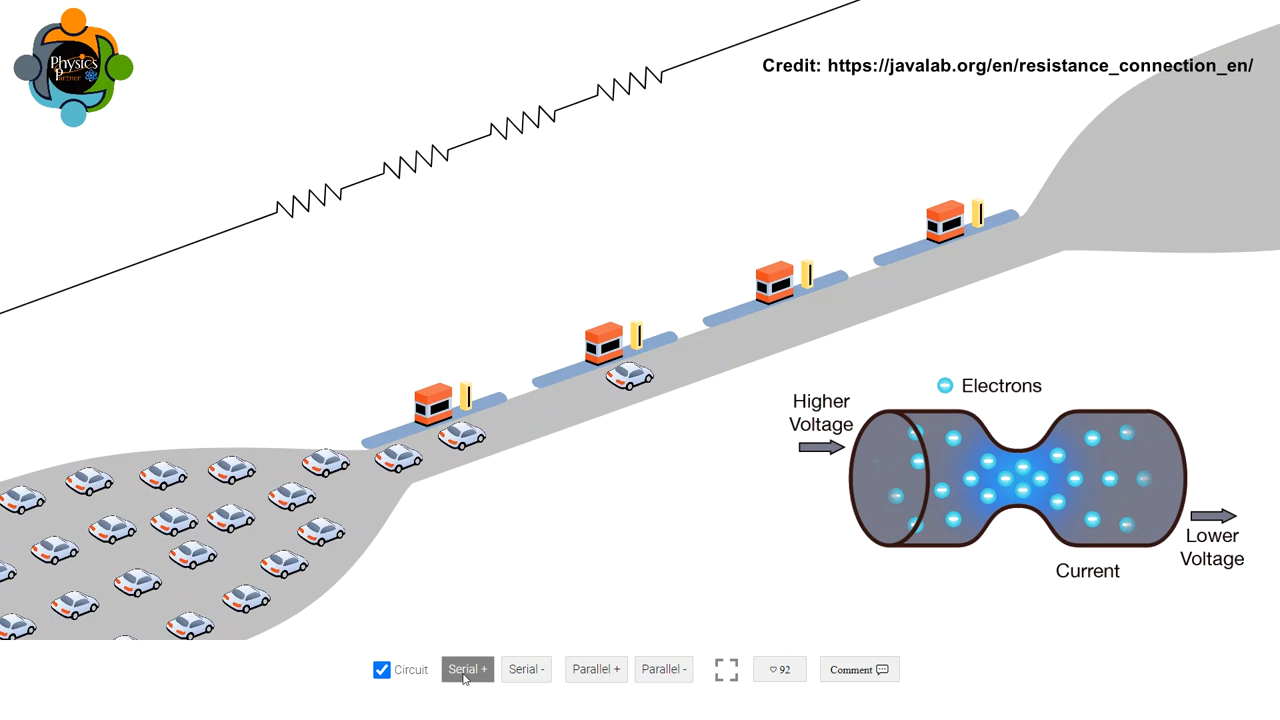 Physics
Partner
Credit: https://javalab.org/en/resistance_connection_en/
Electrons
Higher
Voltage
Lower
Voltage
Current
Circuit
Serial +
Serial -
Parallel +
Parallel -
♡ 92
Comment